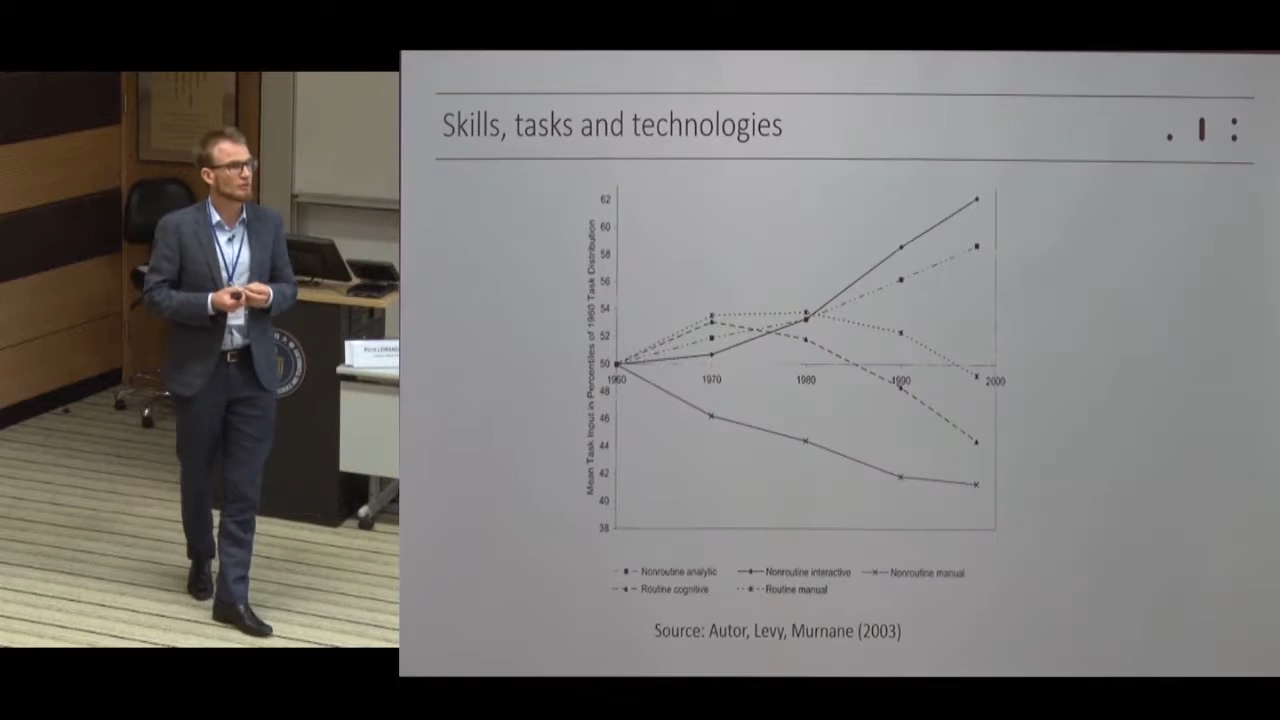 Skills, tasks and technologies
Mean Task Input in Percentiles of 1960 Task Distribution
62
60
58
56
54
52
50
48
46
44
42
40
38
1960
1970
1980
1990
2000
Nonroutine analytic
Nonroutine interactive
Nonroutine manual
Routine cognitive
Routine manual
Source: Autor, Levy, Murnane (2003)